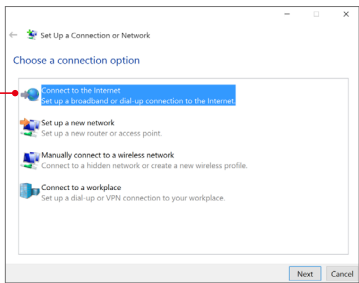 Set Up a Connection or Network
Choose a connection option
Connect to the Internet
Set up a broadband or dial-up connection to the Internet.
Set up a new network
Set up a new router or access point.
Manually connect to a wireless network
Connect to a hidden network or create a new wireless profile.
Connect to a workplace
Set up a dial-up or VPN connection to your workplace.
Next Cancel